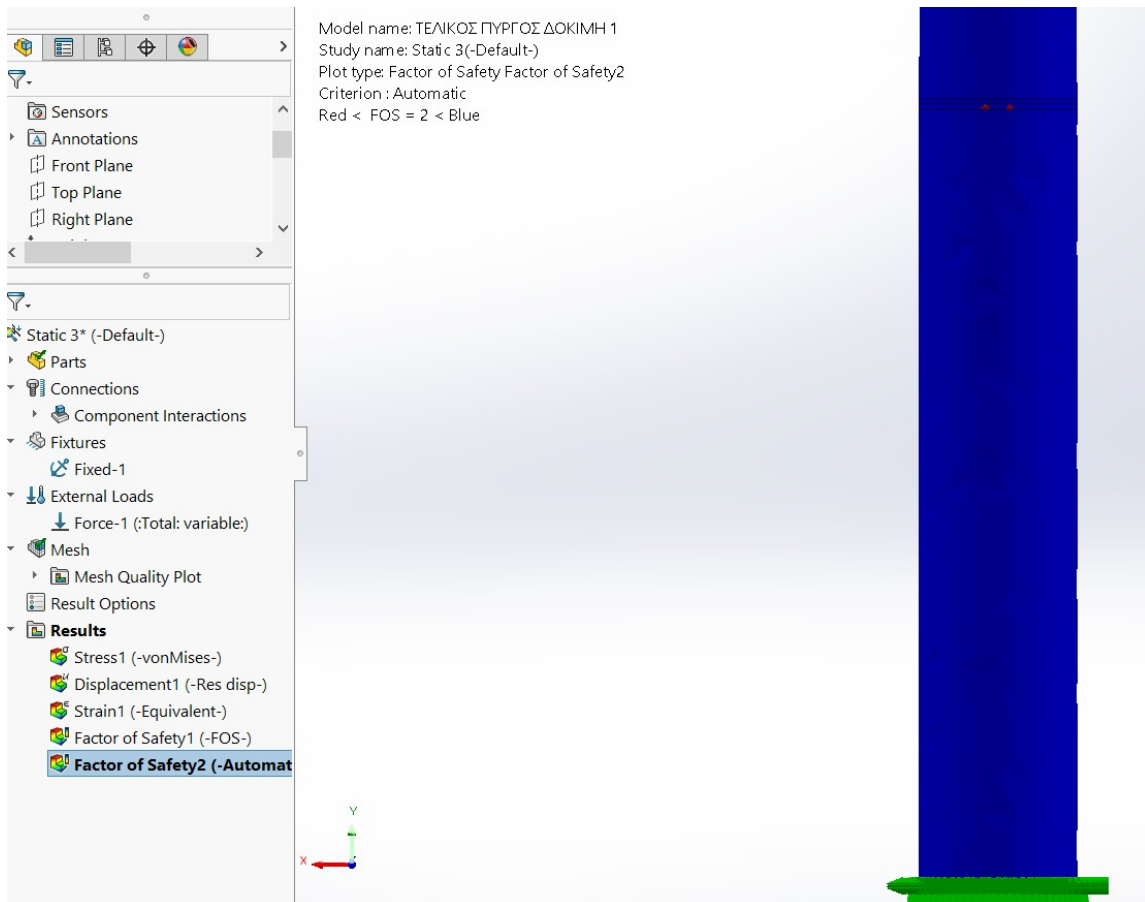 Model name: ΤΕΛΙΚΟΣ ΠΥΡΓΟΣ ΔΟΚΙΜΗ 1
Study name: Static 3(-Default-)
Plot type: Factor of Safety Factor of Safety2
Criterion : Automatic
Red < FOS = 2 < Blue
Sensors
Annotations
Front Plane
Top Plane
Right Plane
Static 3* (-Default-)
Parts
Connections
Component Interactions
Fixtures
Fixed-1
External Loads
Force-1 (:Total: variable:)
Mesh
Mesh Quality Plot
Result Options
Results
Stress1 (-vonMises-)
Displacement1 (-Res disp-)
Strain1 (-Equivalent-)
Factor of Safety1 (-FOS-)
Factor of Safety2 (-Automat
Y
X